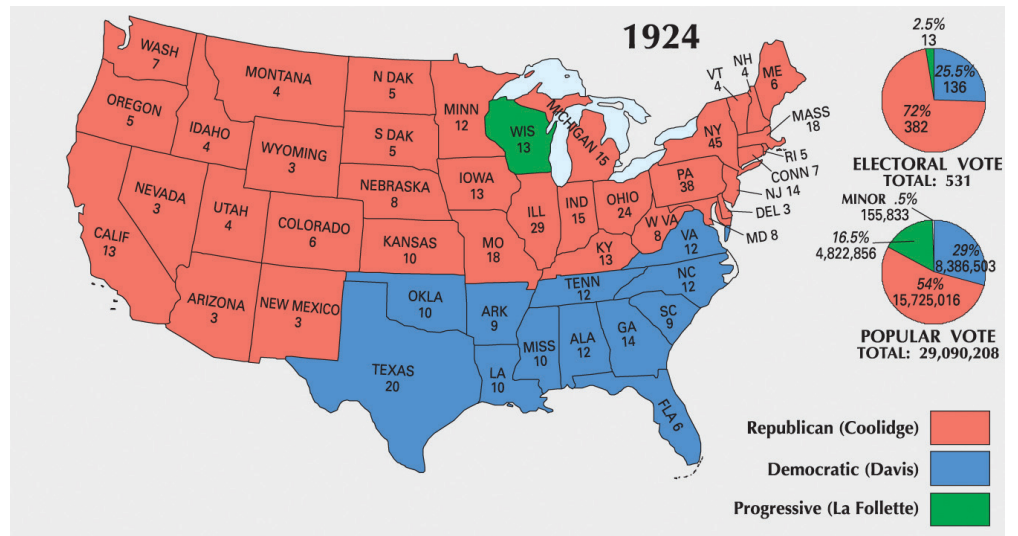 1924
WASH
7
OREGON
5
CALIF
13
IDAHO
4
NEVADA
3
MONTANA
4
WYOMING
3
UTAH
4
COLORADO
6
ARIZONA
3
NEW MEXICO
3
N DAK
5
S DAK
5
NEBRASKA
8
KANSAS
10
OKLA
10
TEXAS
20
MINN
12
IOWA
13
MO
18
ARK
9
LA
10
WIS
13
ILL
29
MICHIGAN 15
IND
15
OHIO
24
KY
13
TENN
12
MISS
10
ALA
12
GA
14
FLA 6
SC
9
NC
12
VA
12
W VA
8
PA
38
NY
45
VT
4
NH
4
ME
6
MASS
18
RI 5
CONN 7
NJ 14
DEL 3
MD 8
2.5%
13
25.5%
136
72%
382
ELECTORAL VOTE
TOTAL: 531
MINOR .5%
155,833
16.5%
4,822,856
29%
8,386,503
54%
15,725,016
POPULAR VOTE
TOTAL: 29,090,208
Republican (Coolidge)
Democratic (Davis)
Progressive (La Follette)